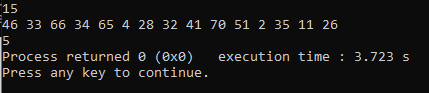 15
46 33 66 34 65 4 28 32 41 70 51 2 35 11 26
5
Process returned 0 (0x0)   execution time : 3.723 s
Press any key to continue.